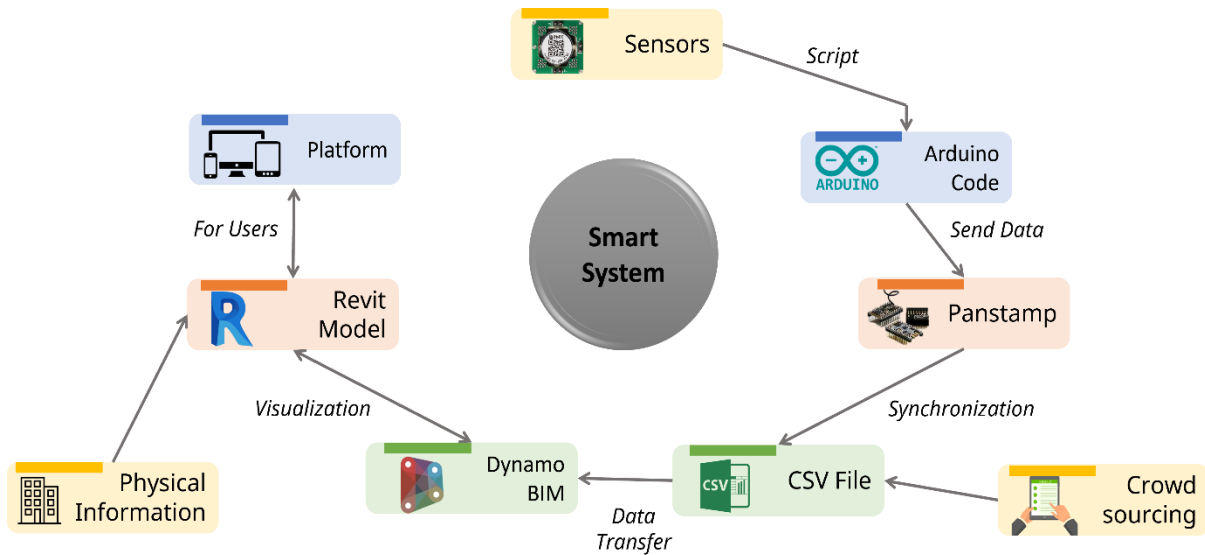 Sensors
Script
Platform
ARDUINO
Arduino
Code
For Users
Smart
System
Send Data
Revit
Model
Panstamp
Visualization
Synchronization
Physical
Information
Dynamo
BIM
CSV
CSV File
Crowd
sourcing
Data
Transfer